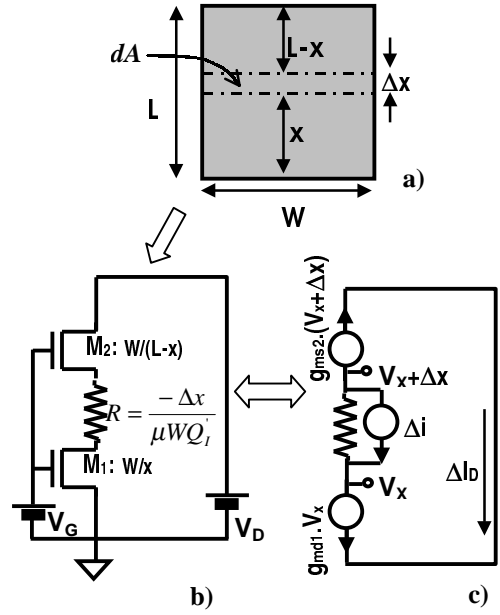 dA
L-x
Δx
L
x
W
a)
M₂: W/(L-x)
R = -Δx / μWQ'I
M₁: W/x
VG
VD
b)
gms2.(Vx+Δx)
Vx+Δx
Δi
ΔID
Vx
gmd1.Vx
c)